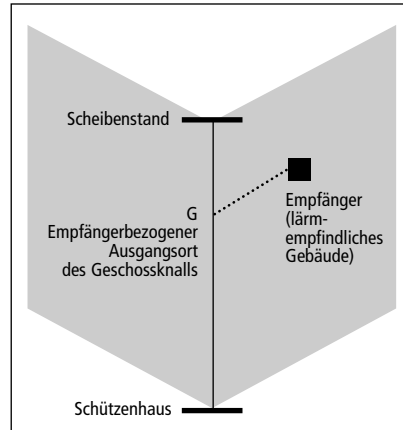 Scheibenstand
G
Empfängerbezogener
Ausgangsort
des Geschossknalls
Empfänger
(lärm-
empfindliches
Gebäude)
Schützenhaus